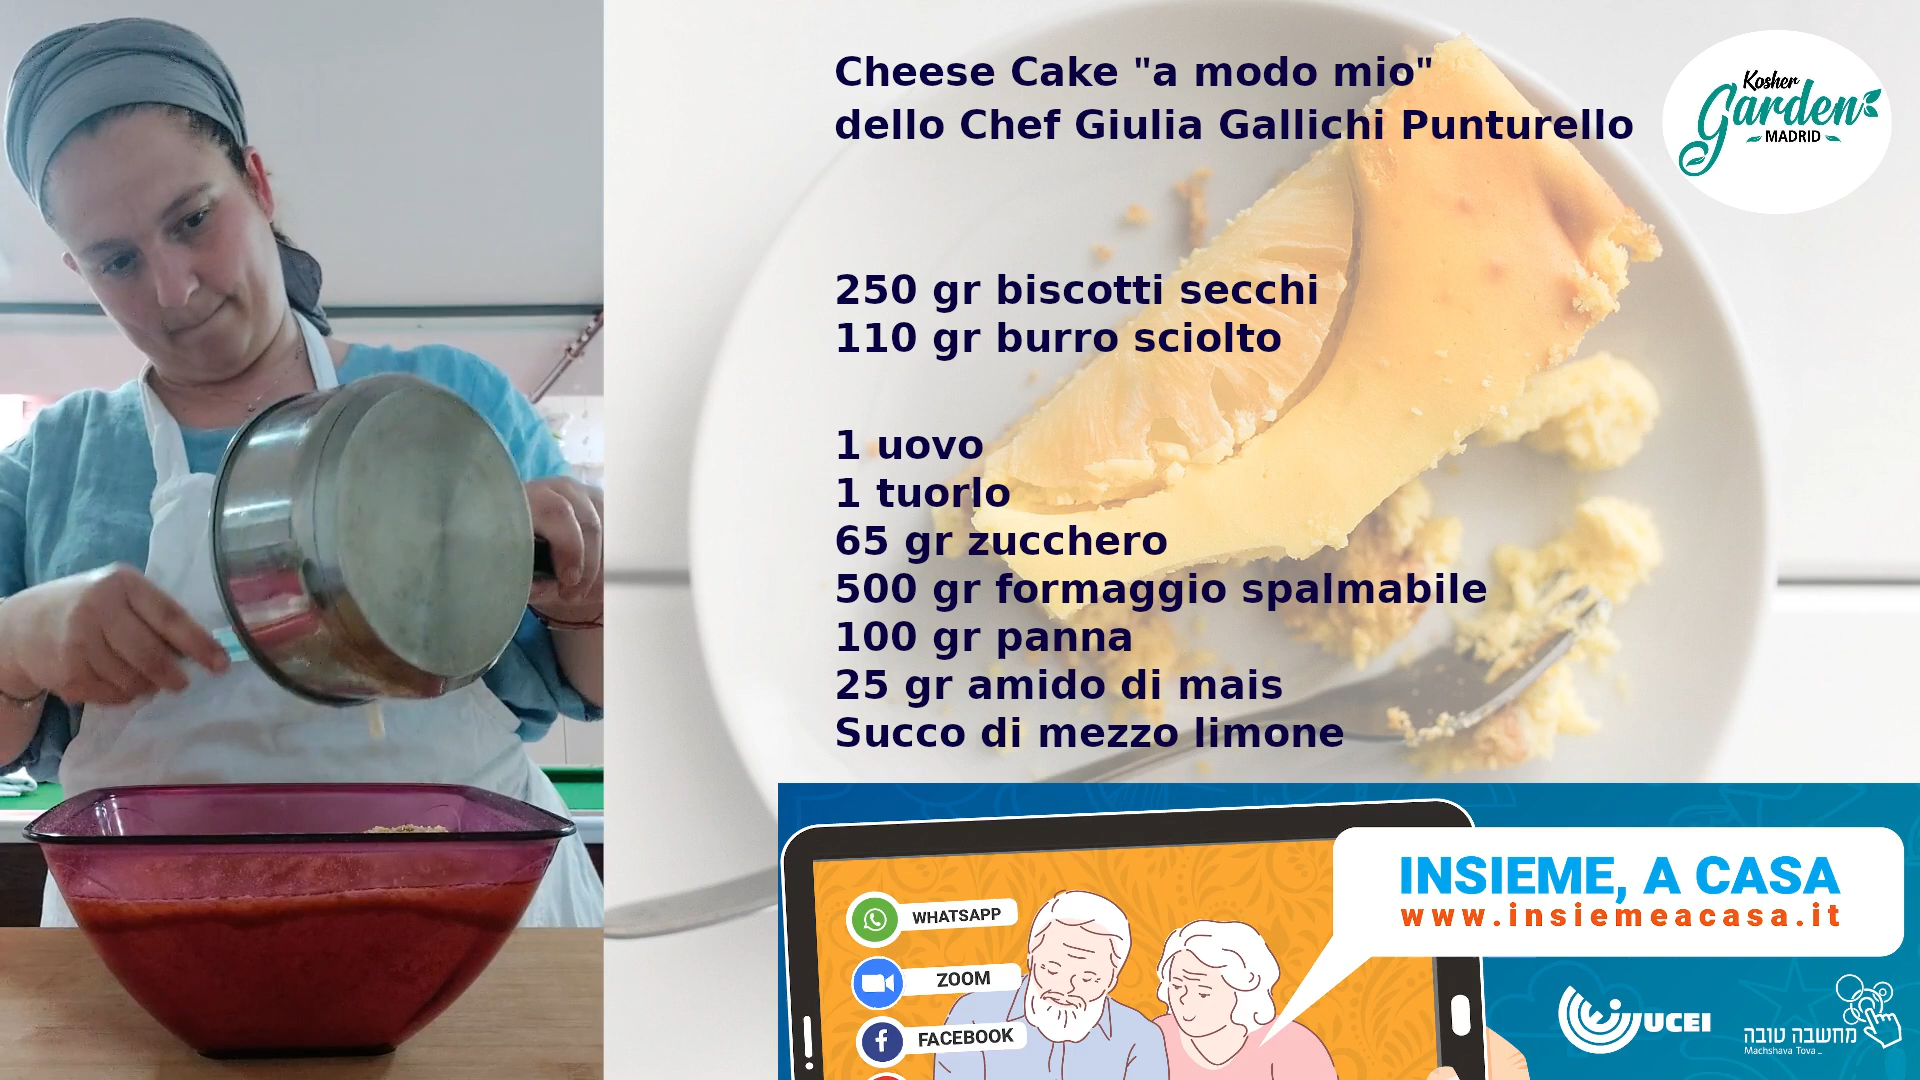 Cheese Cake "a modo mio"
dello Chef Giulia Gallichi Punturello
Kosher
Garden
MADRID
250 gr biscotti secchi
110 gr burro sciolto
1 uovo
1 tuorlo
65 gr zucchero
500 gr formaggio spalmabile
100 gr panna
25 gr amido di mais
Succo di mezzo limone
INSIEME, A CASA
www.insiemeacasa.it
WHATSAPP
ZOOM
FACEBOOK
UCEI
מחשבה טובה
Machshava Tova_